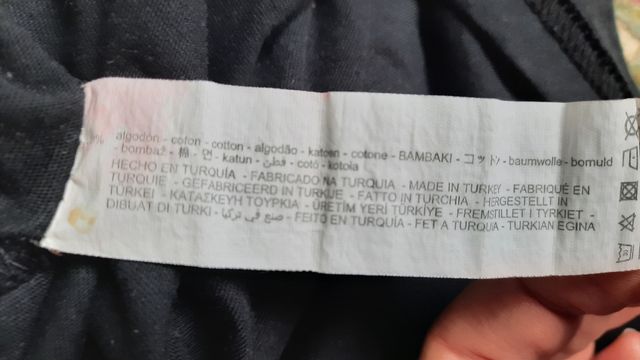 % algodón - coton - cotton - algodão - katoen - cotone - BAMBAKI - コットン - baumwolle - bomuld
- bombaž - 棉 - 면 - katun - قطن - cotó - kotoia
HECHO EN TURQUÍA - FABRICADO NA TURQUIA - MADE IN TURKEY - FABRIQUÉ EN
TURQUIE - GEFABRICEERD IN TURKIJE - FATTO IN TURCHIA - HERGESTELLT IN
TÜRKEI - ΚΑΤΑΣΚΕΥΗ ΤΟΥΡΚΙΑ - ÜRETİM YERİ TÜRKİYE - FREMSTILLET I TYRKIET -
DIBUAT DI TURKI - صنع في تركيا - FEITO EN TURQUÍA - FET A TURQUIA - TURKIAN EGINA